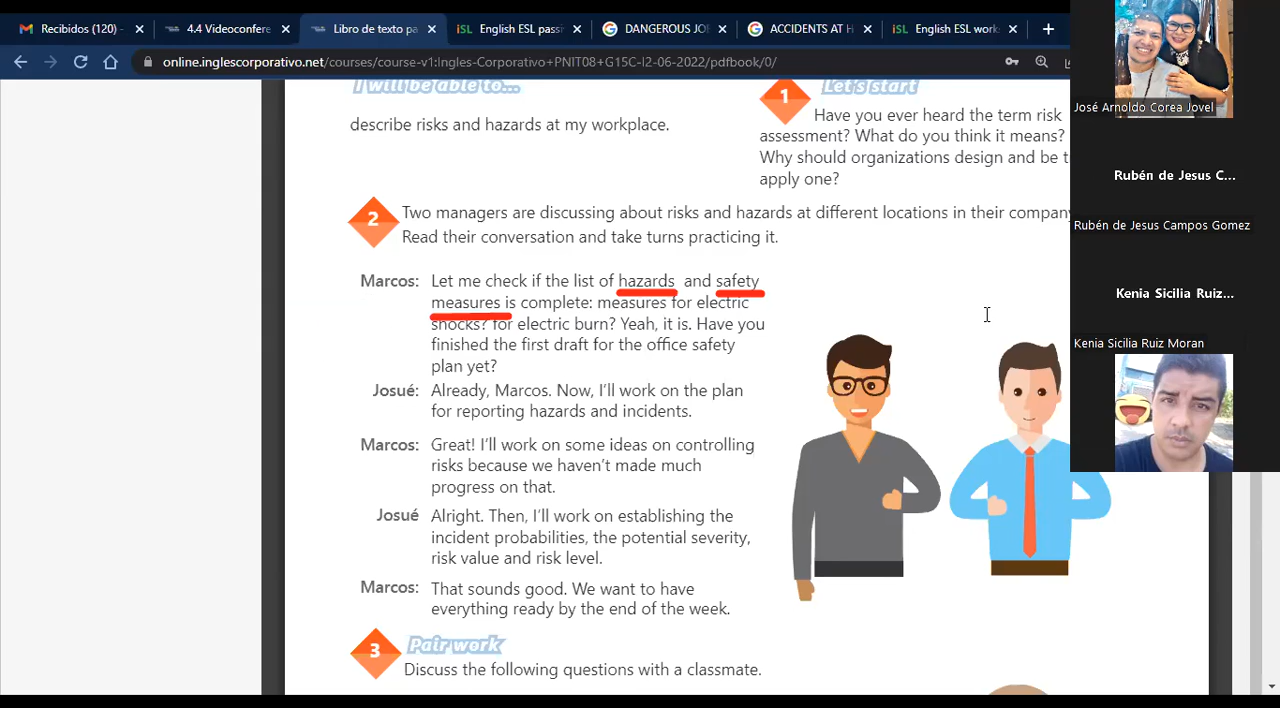 Recibidos (120) -
4.4 Videoconfere
Libro de texto pa
iSL English ESL passi
DANGEROUS JO
ACCIDENTS AT H
iSL English ESL work
online.inglescorporativo.net/courses/course-v1:Ingles-Corporativo+PNIT08+G15C-I2-06-2022/pdfbook/0/
I will be able to...
describe risks and hazards at my workplace.
1 Let's start
Have you ever heard the term risk
assessment? What do you think it means?
Why should organizations design and be t
apply one?
2 Two managers are discussing about risks and hazards at different locations in their company
Read their conversation and take turns practicing it.
Marcos: Let me check if the list of hazards and safety
measures is complete: measures for electric
shocks? for electric burn? Yeah, it is. Have you
finished the first draft for the office safety
plan yet?
Josué: Already, Marcos. Now, I'll work on the plan
for reporting hazards and incidents.
Marcos: Great! I'll work on some ideas on controlling
risks because we haven't made much
progress on that.
Josué Alright. Then, I'll work on establishing the
incident probabilities, the potential severity,
risk value and risk level.
Marcos: That sounds good. We want to have
everything ready by the end of the week.
3 Pair work
Discuss the following questions with a classmate.
José Arnoldo Corea Jovel
Rubén de Jesus C...
Rubén de Jesus Campos Gomez
Kenia Sicilia Ruiz...
Kenia Sicilia Ruiz Moran